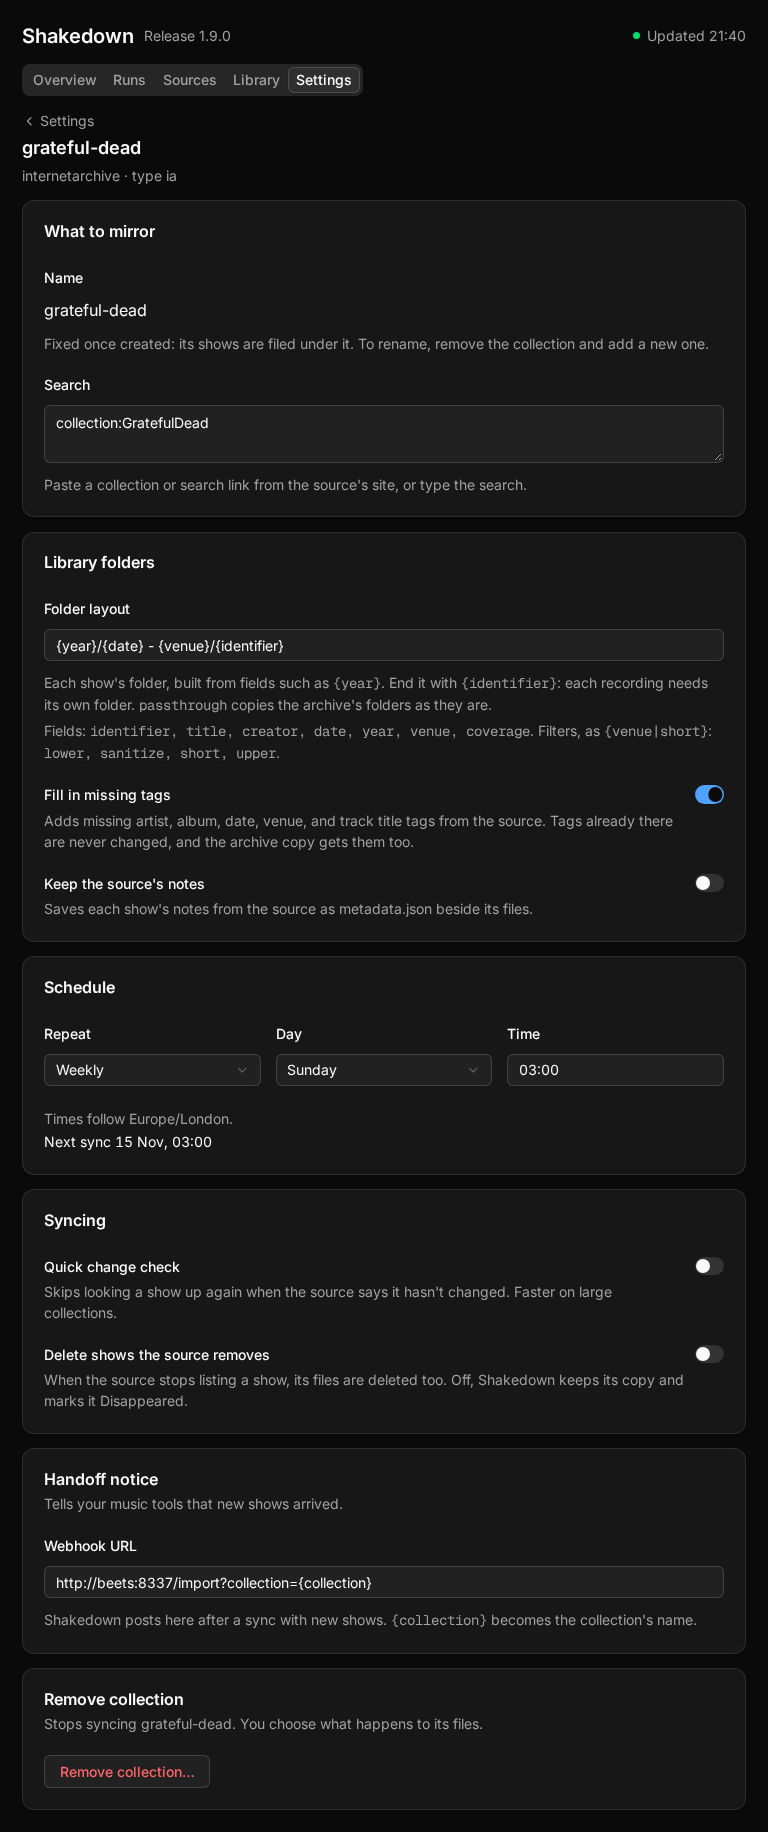 Shakedown Release 1.9.0 Updated 21:40
Overview Runs Sources Library Settings
Settings
grateful-dead
internetarchive · type ia
What to mirror
Name
grateful-dead
Fixed once created: its shows are filed under it. To rename, remove the collection and add a new one.
Search
collection:GratefulDead
Paste a collection or search link from the source's site, or type the search.
Library folders
Folder layout
{year}/{date} - {venue}/{identifier}
Each show's folder, built from fields such as {year}. End it with {identifier}: each recording needs
its own folder. passthrough copies the archive's folders as they are.
Fields: identifier, title, creator, date, year, venue, coverage. Filters, as {venue|short}:
lower, sanitize, short, upper.
Fill in missing tags
Adds missing artist, album, date, venue, and track title tags from the source. Tags already there
are never changed, and the archive copy gets them too.
Keep the source's notes
Saves each show's notes from the source as metadata.json beside its files.
Schedule
Repeat Day Time
Weekly Sunday 03:00
Times follow Europe/London.
Next sync 15 Nov, 03:00
Syncing
Quick change check
Skips looking a show up again when the source says it hasn't changed. Faster on large
collections.
Delete shows the source removes
When the source stops listing a show, its files are deleted too. Off, Shakedown keeps its copy and
marks it Disappeared.
Handoff notice
Tells your music tools that new shows arrived.
Webhook URL
http://beets:8337/import?collection={collection}
Shakedown posts here after a sync with new shows. {collection} becomes the collection's name.
Remove collection
Stops syncing grateful-dead. You choose what happens to its files.
Remove collection...